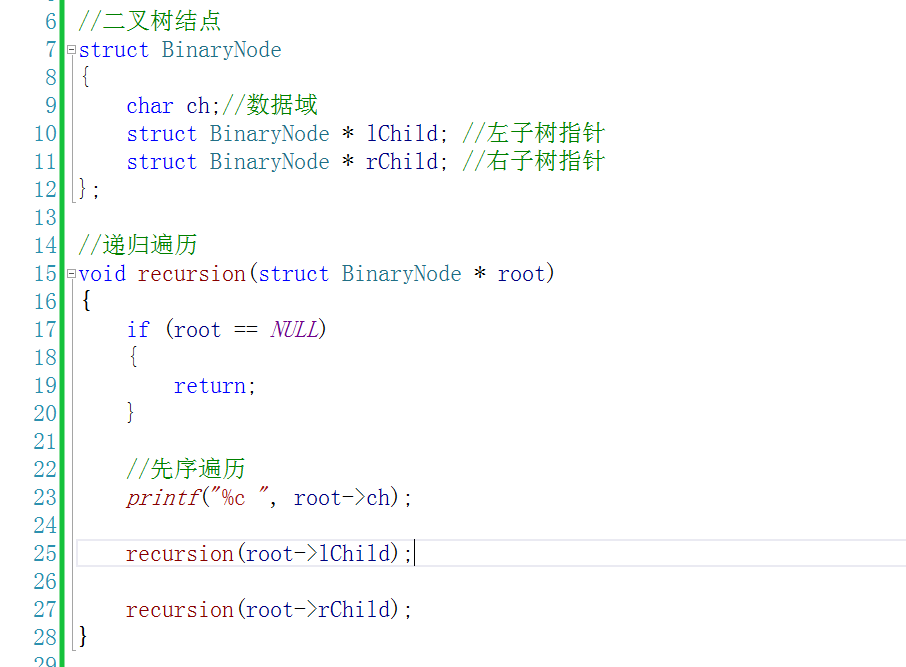 6 //二叉树结点
7 struct BinaryNode
8 {
9 char ch;//数据域
10 struct BinaryNode * lChild; //左子树指针
11 struct BinaryNode * rChild; //右子树指针
12 };
13
14 //递归遍历
15 void recursion(struct BinaryNode * root)
16 {
17 if (root == NULL)
18 {
19 return;
20 }
21
22 //先序遍历
23 printf("%c ", root->ch);
24
25 recursion(root->lChild);
26
27 recursion(root->rChild);
28 }
29